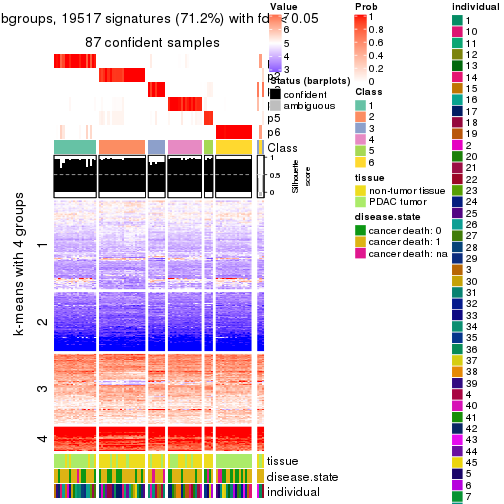 bgroups, 19517 signatures (71.2%) with fd 0.05
87 confident samples
p5
p6
Class
1
0.5
0
Silhouette
score
k-means with 4 groups
1
2
3
4
tissue
disease.state
individual
Value
6
5
4
3
Status (barplots)
confident
ambiguous
Prob
1
0.8
0.6
0.4
0.2
0
Class
1
2
3
4
5
6
tissue
non-tumor tissue
PDAC tumor
disease.state
cancer death: 0
cancer death: 1
cancer death: na
individual
1
10
11
12
13
14
15
16
17
18
19
2
20
21
22
23
24
25
26
27
28
29
3
30
31
32
33
34
35
36
37
38
39
4
40
41
42
43
44
45
5
6
7